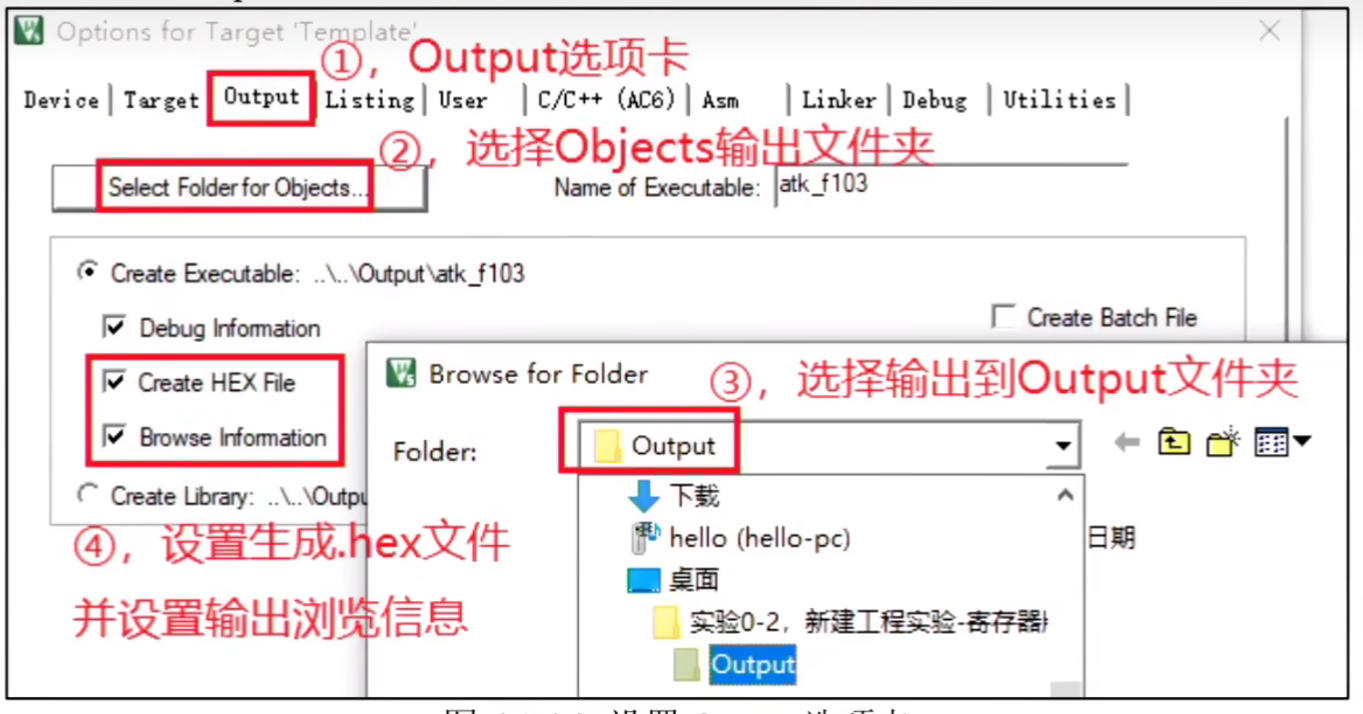 Options for Target 'Template'
①，Output选项卡
Device Target Output Listing User C/C++ (AC6) Asm Linker Debug Utilities
②，选择Objects输出文件夹
Select Folder for Objects... Name of Executable: atk_f103
Create Executable: ..\..\Output\atk_f103
Debug Information Create Batch File
Create HEX File
Browse Information
Browse for Folder
③，选择输出到Output文件夹
Folder: Output
Create Library: ..\..\Outpu
下载
hello (hello-pc)
日期
④，设置生成.hex文件
并设置输出浏览信息
桌面
实验0-2，新建工程实验-寄存器
Output